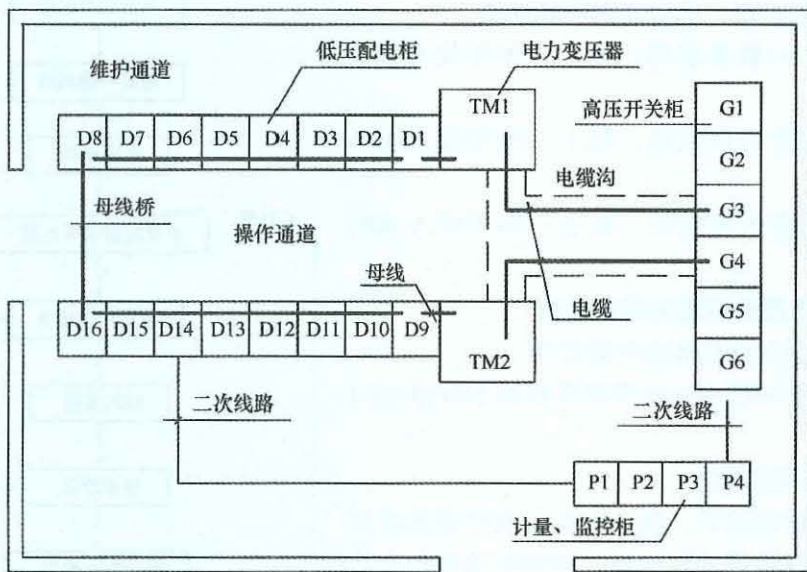 低压配电柜
电力变压器
维护通道
TM1
高压开关柜
G1
D8 D7 D6 D5 D4 D3 D2 D1
G2
电缆沟
母线桥
G3
操作通道
G4
母线
电缆
G5
D16 D15 D14 D13 D12 D11 D10 D9
TM2
G6
二次线路
二次线路
P1 P2 P3 P4
计量、监控柜